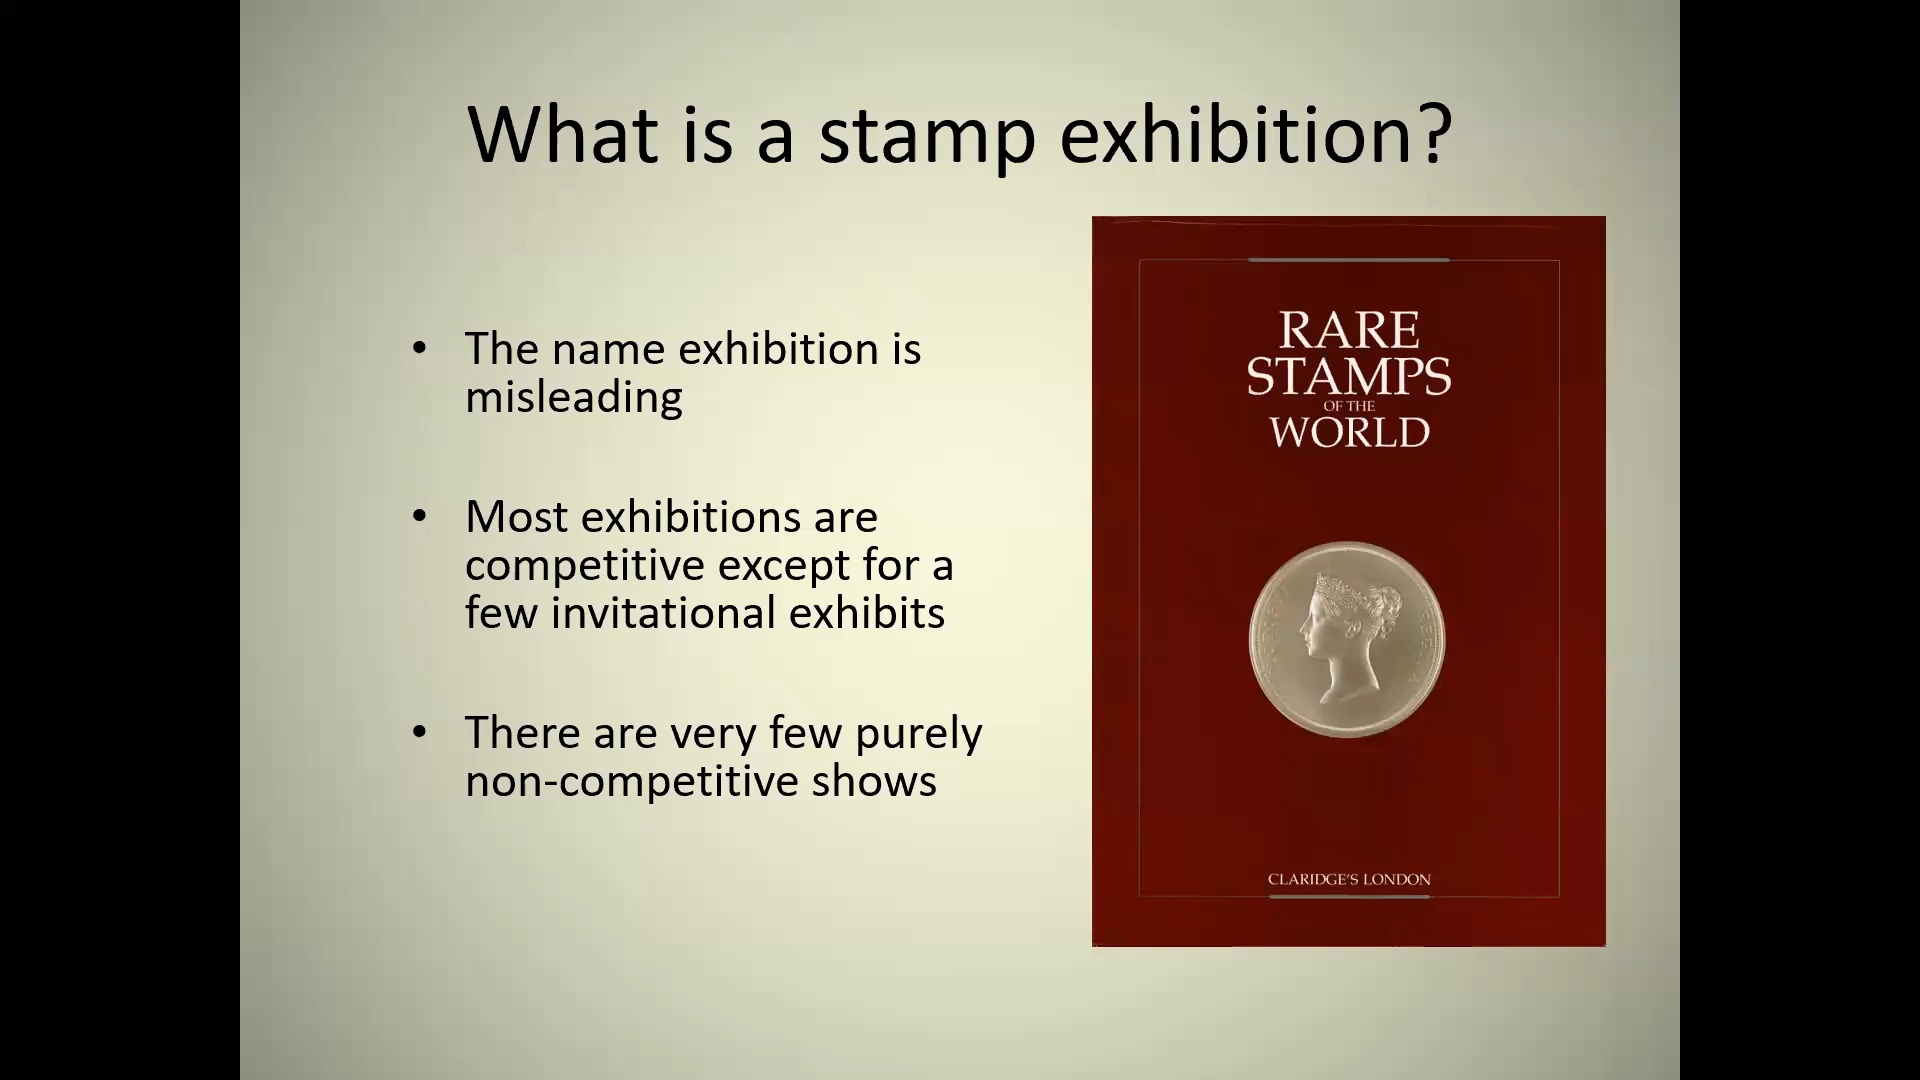 What is a stamp exhibition?
• The name exhibition is
misleading
• Most exhibitions are
competitive except for a
few invitational exhibits
• There are very few purely
non-competitive shows
RARE
STAMPS
OF THE
WORLD
CLARIDGE'S LONDON